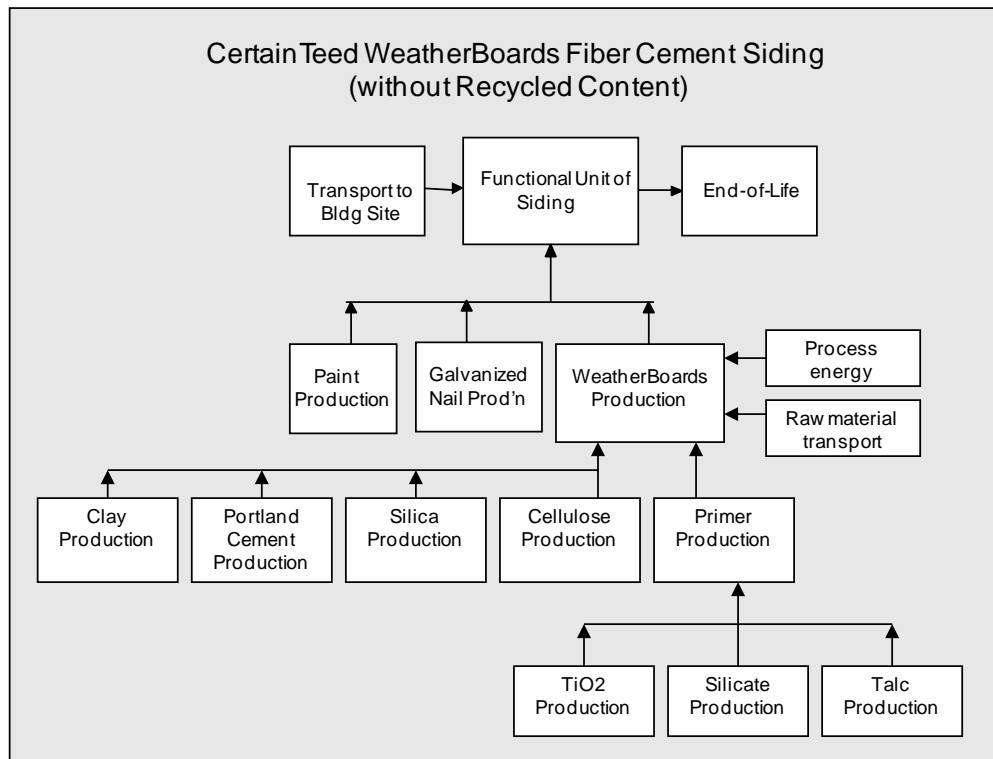 CertainTeed WeatherBoards Fiber Cement Siding
(without Recycled Content)
Transport to
Bldg Site
Functional Unit of
Siding
End-of-Life
Paint
Production
Galvanized
Nail Prod'n
WeatherBoards
Production
Process
energy
Raw material
transport
Clay
Production
Portland
Cement
Production
Silica
Production
Cellulose
Production
Primer
Production
TiO2
Production
Silicate
Production
Talc
Production